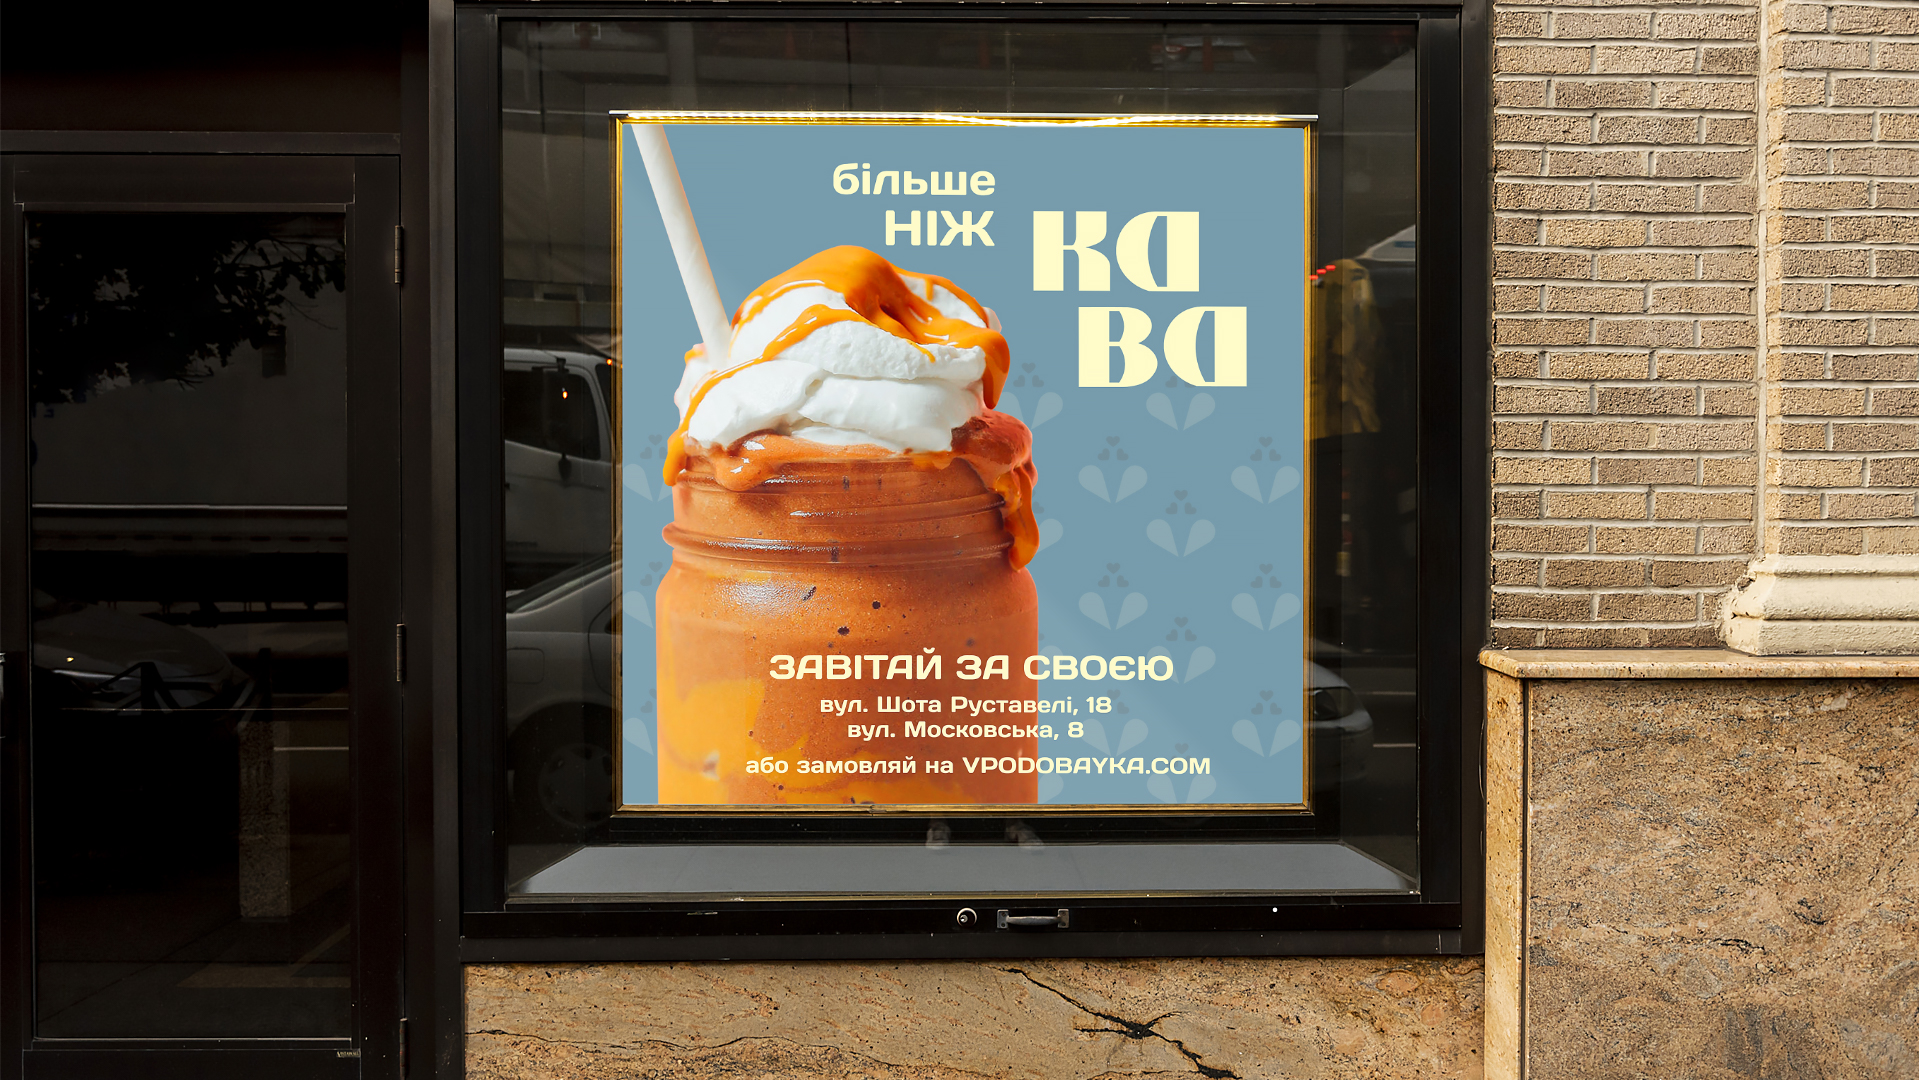 більше
ніж
КА
ВА
ЗАВІТАЙ ЗА СВОЄЮ
вул. Шота Руставелі, 18
вул. Московська, 8
або замовляй на VPODOBAYKA.COM